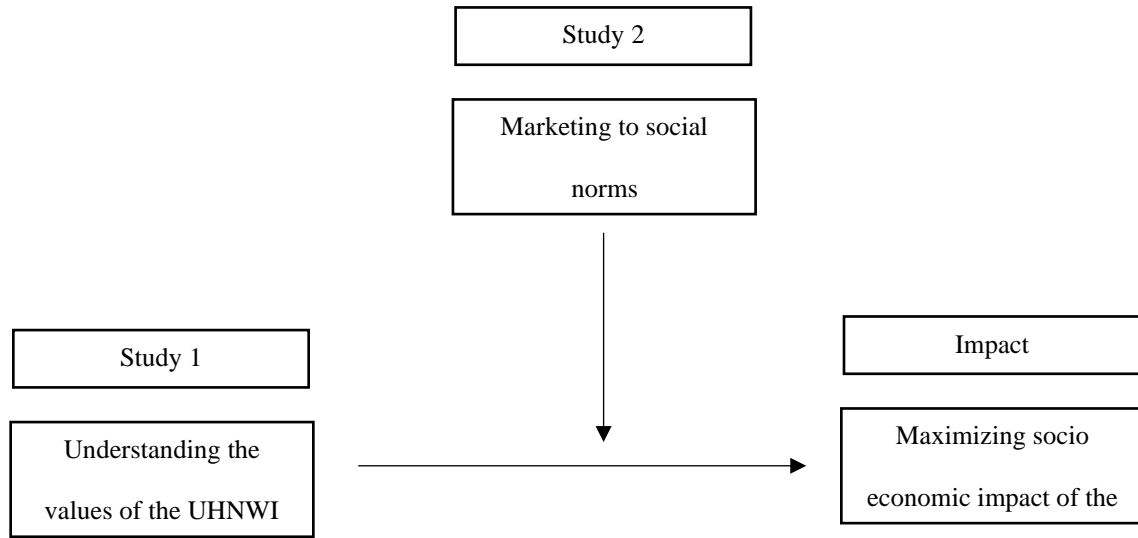 Study 2
Marketing to social
norms
Study 1
Understanding the
values of the UHNWI
Impact
Maximizing socio
economic impact of the